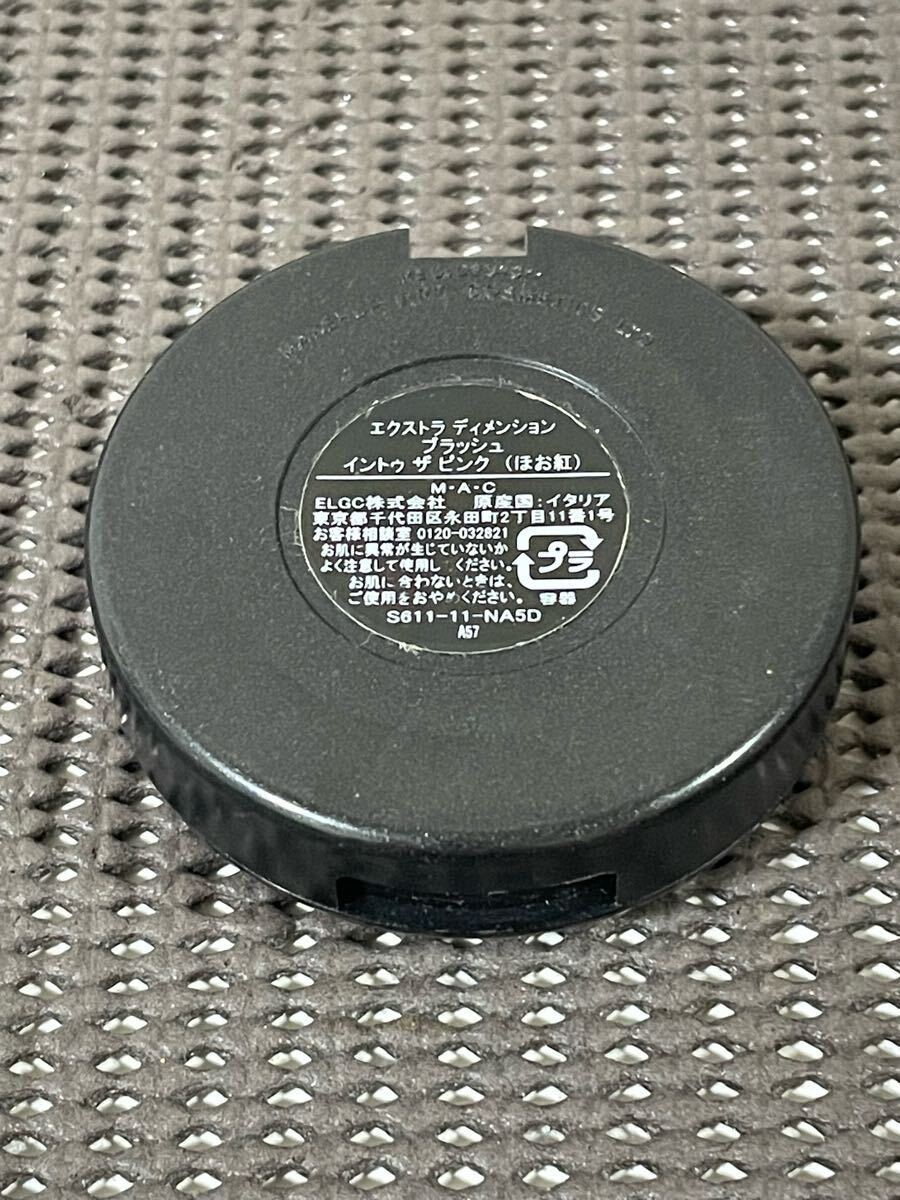 エクストラ ディメンション
ブラッシュ
イントゥ ザ ピンク (ほお紅)
M・A・C
ELGC株式会社 原産国:イタリア
東京都千代田区永田町2丁目11番1号
お客様相談室 0120-032821
お肌に異常が生じていないか
よく注意して使用してください。
お肌に合わないときは、
ご使用をおやめください。
プラ
容器
S611-11-NA5D
A57